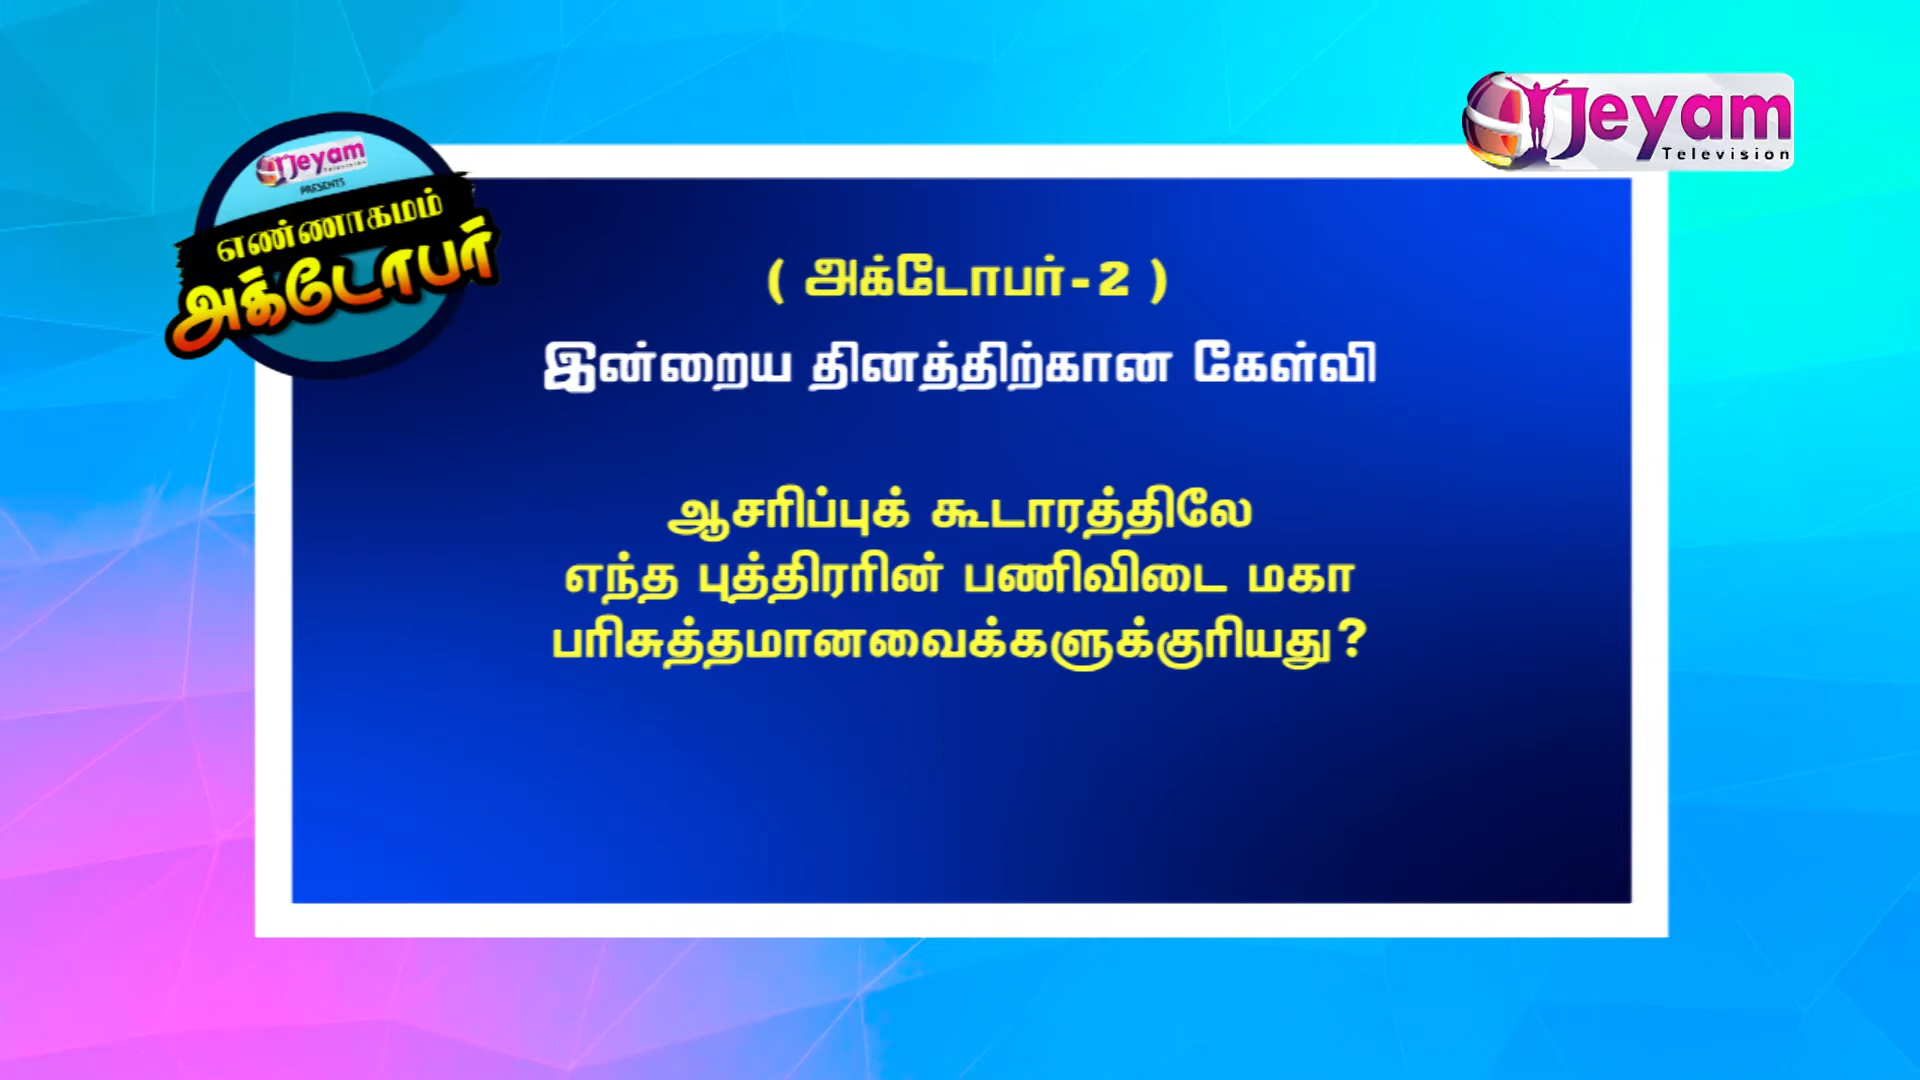 Jeyam
Television
Jeyam
Television
PRESENTS
எண்ணாகமம்
அக்டோபர்
( அக்டோபர்-2 )
இன்றைய தினத்திற்கான கேள்வி
ஆசரிப்புக் கூடாரத்திலே
எந்த புத்திரரின் பணிவிடை மகா
பரிசுத்தமானவைக்களுக்குரியது?